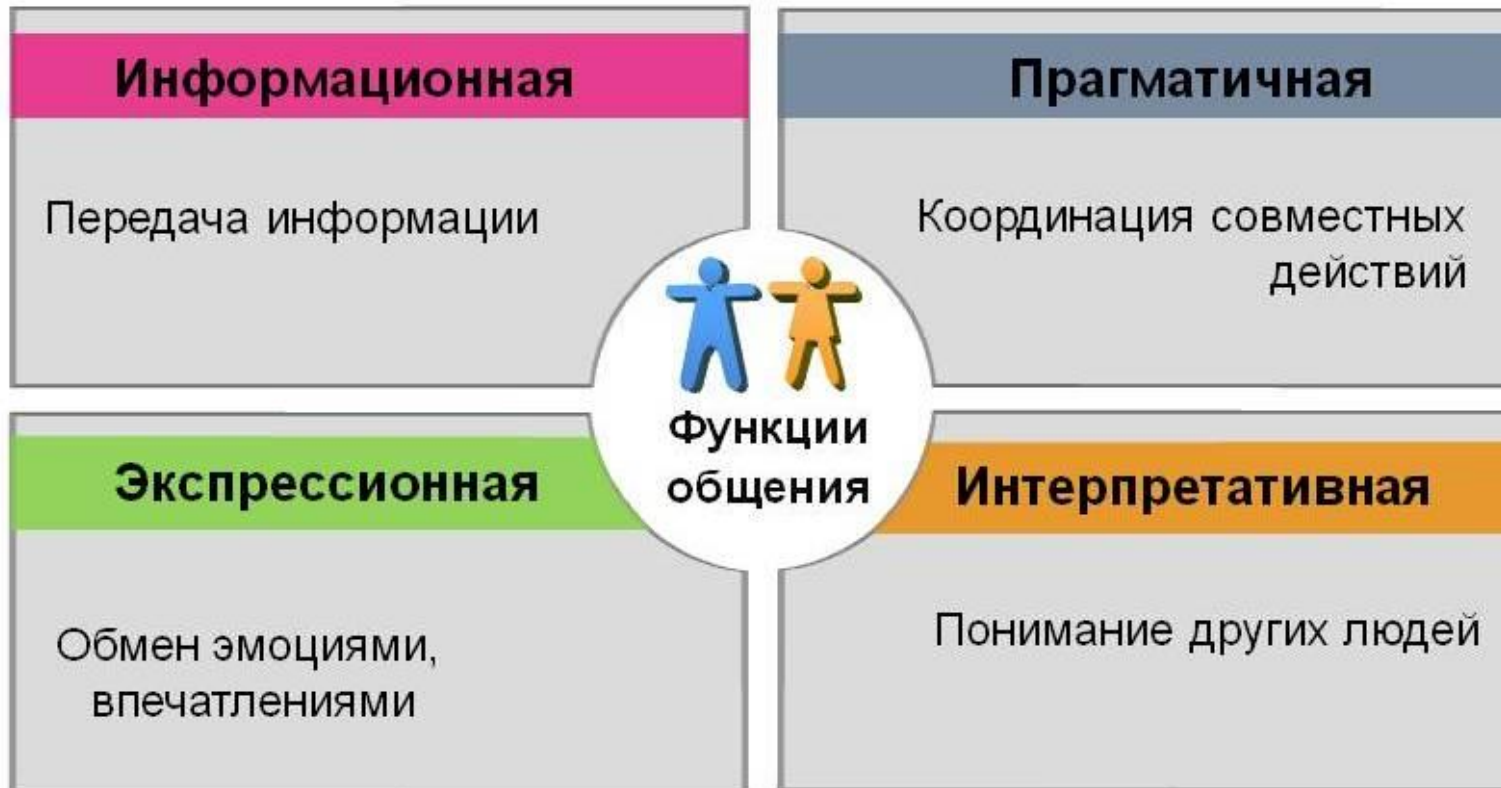 Информационная
Передача информации
Прагматичная
Координация совместных
действий
Функции
общения
Экспрессионная
Обмен эмоциями,
впечатлениями
Интерпретативная
Понимание других людей